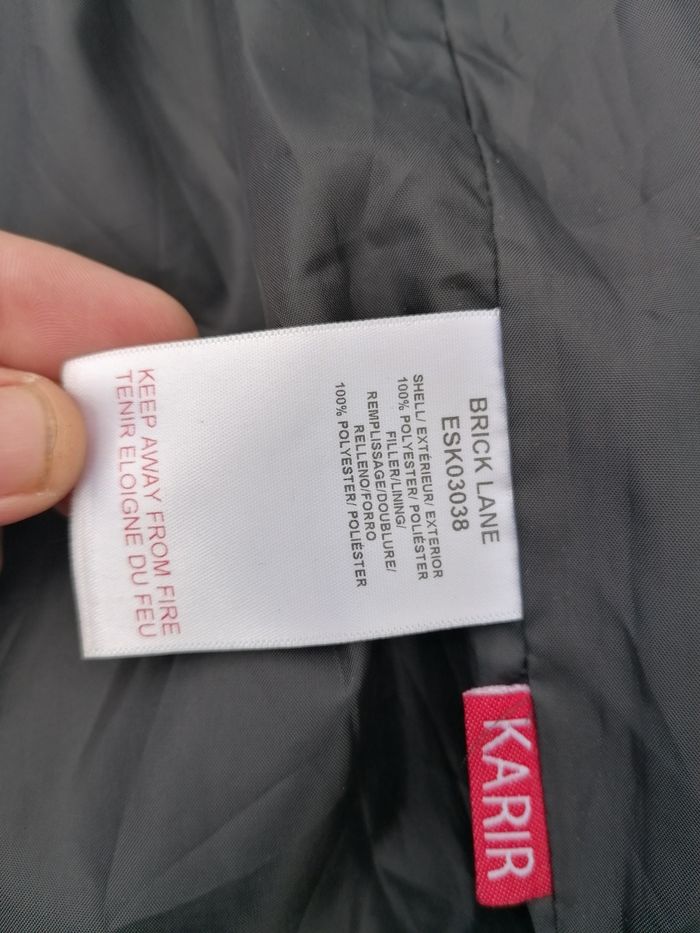 BRICK LANE
ESK03038
SHELL/ EXTÉRIEUR/ EXTERIOR
100% POLYESTER/ POLIÉSTER
FILLER/LINING/
REMPLISSAGE/DOUBLURE/
RELLENO/FORRO
100% POLYESTER/ POLIÉSTER
KEEP AWAY FROM FIRE
TENIR ELOIGNE DU FEU
KARIR